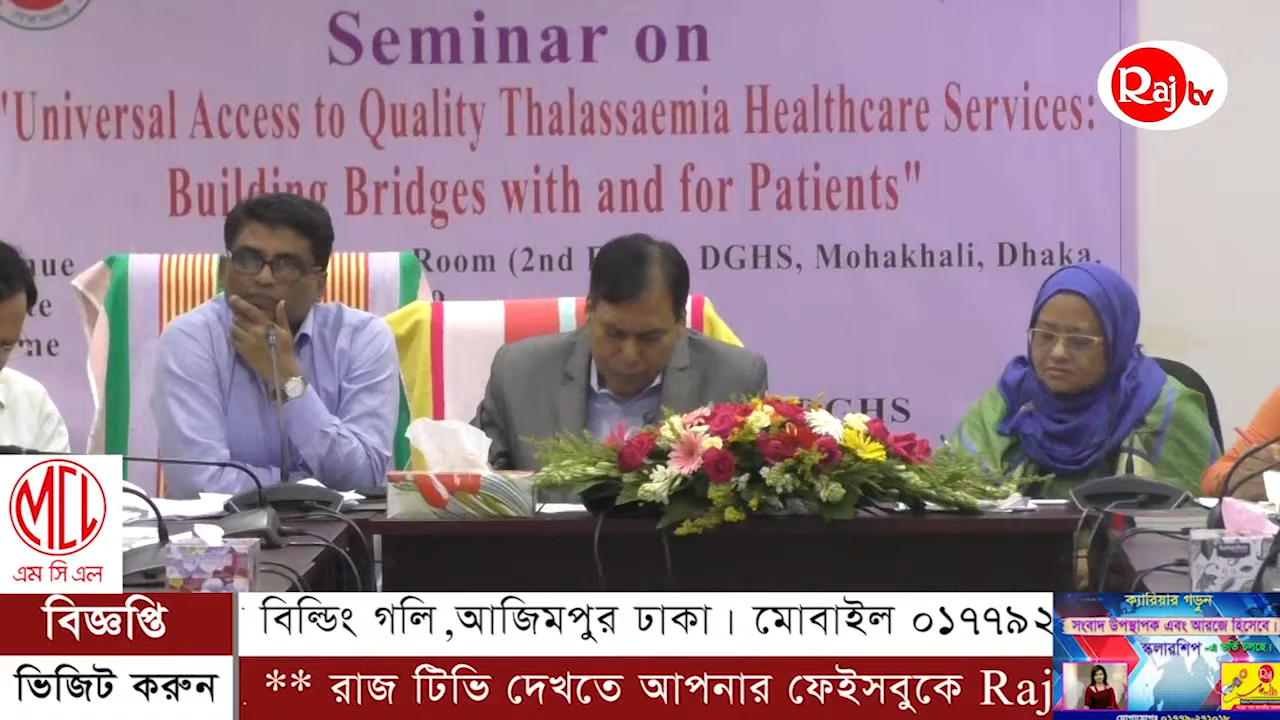 Seminar on
"Universal Access to Quality Thalassaemia Healthcare Services:
Building Bridges with and for Patients"
Room (2nd DGHS, Mohakhali, Dhaka.
DGHS
Raj tv
MCL
এম সি এল
বিজ্ঞপ্তি
বিল্ডিং গলি,আজিমপুর ঢাকা। মোবাইল ০১৭৭৯২
ভিজিট করুন
** রাজ টিভি দেখতে আপনার ফেইসবুকে Raj
ক্যারিয়ার গড়ুন
সংবাদ উপস্থাপক এবং আরজে হিসেবে।
স্কলারশিপ -এ ভর্তি চলছে।